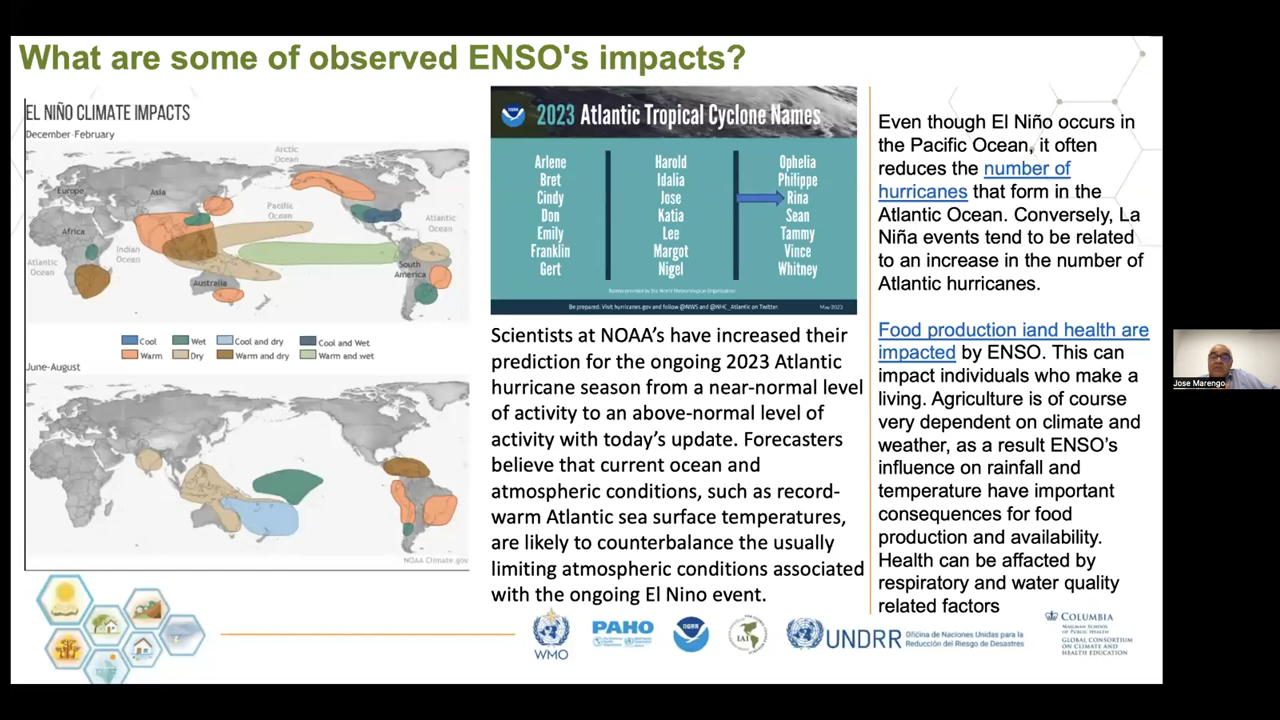 What are some of observed ENSO's impacts?
EL NIÑO CLIMATE IMPACTS
December-February
Arctic
Ocean
Europe
Asia
Pacific
Ocean
Atlantic
Ocean
Africa
Indian
Ocean
Atlantic
Ocean
South
America
Australia
Cool
Wet
Cool and dry
Cool and Wet
Warm
Dry
Warm and dry
Warm and wet
June-August
NOAA Climate.gov
2023 Atlantic Tropical Cyclone Names
Arlene
Bret
Cindy
Don
Emily
Franklin
Gert
Harold
Idalia
Jose
Katia
Lee
Margot
Nigel
Ophelia
Philippe
Rina
Sean
Tammy
Vince
Whitney
Names provided by the World Meteorological Organization
Be prepared. Visit hurricanes.gov and follow @NWS and @NHC_Atlantic on Twitter.
May 2023
Scientists at NOAA's have increased their
prediction for the ongoing 2023 Atlantic
hurricane season from a near-normal level
of activity to an above-normal level of
activity with today's update. Forecasters
believe that current ocean and
atmospheric conditions, such as record-
warm Atlantic sea surface temperatures,
are likely to counterbalance the usually
limiting atmospheric conditions associated
with the ongoing El Nino event.
Even though El Niño occurs in
the Pacific Ocean, it often
reduces the number of
hurricanes that form in the
Atlantic Ocean. Conversely, La
Niña events tend to be related
to an increase in the number of
Atlantic hurricanes.
Food production iand health are
impacted by ENSO. This can
impact individuals who make a
living. Agriculture is of course
very dependent on climate and
weather, as a result ENSO's
influence on rainfall and
temperature have important
consequences for food
production and availability.
Health can be affected by
respiratory and water quality
related factors
WMO
PAHO
NOAA
IAI
UNDRR
Oficina de Naciones Unidas para la
Reducción del Riesgo de Desastres
COLUMBIA
MAILMAN SCHOOL
OF PUBLIC HEALTH
GLOBAL CONSORTIUM
ON CLIMATE AND
HEALTH EDUCATION
Jose Marengo